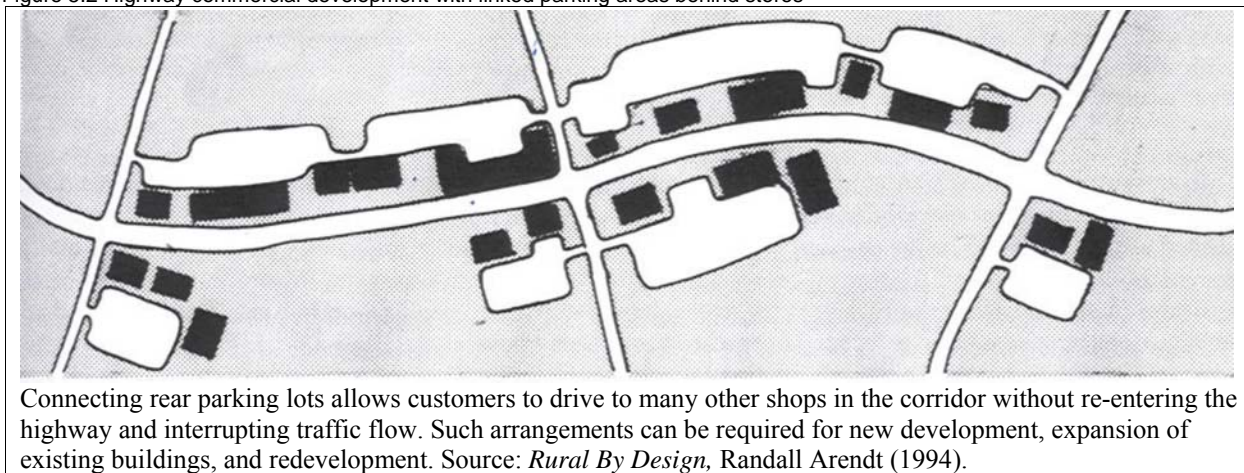 Figure 3.2 Highway commercial development with linked parking areas behind stores
Connecting rear parking lots allows customers to drive to many other shops in the corridor without re-entering the
highway and interrupting traffic flow. Such arrangements can be required for new development, expansion of
existing buildings, and redevelopment. Source: Rural By Design, Randall Arendt (1994).